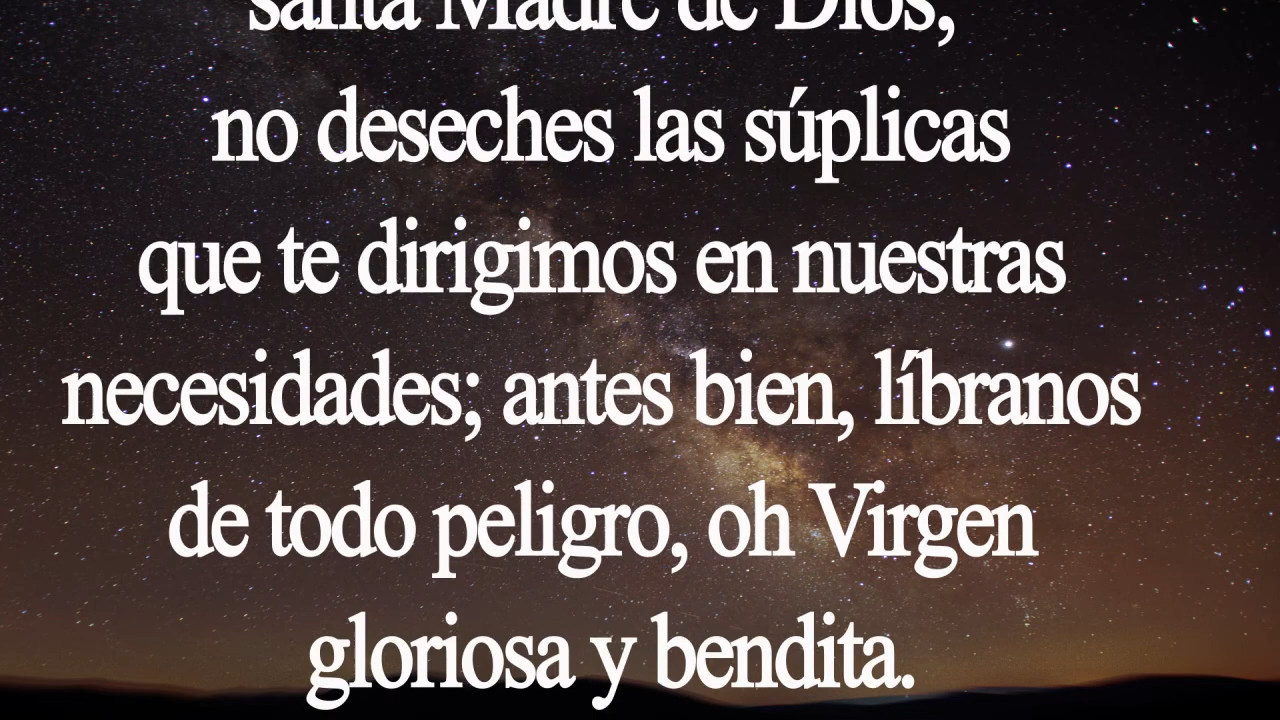 santa Madre de Dios,
no deseches las súplicas
que te dirigimos en nuestras
necesidades; antes bien, líbranos
de todo peligro, oh Virgen
gloriosa y bendita.